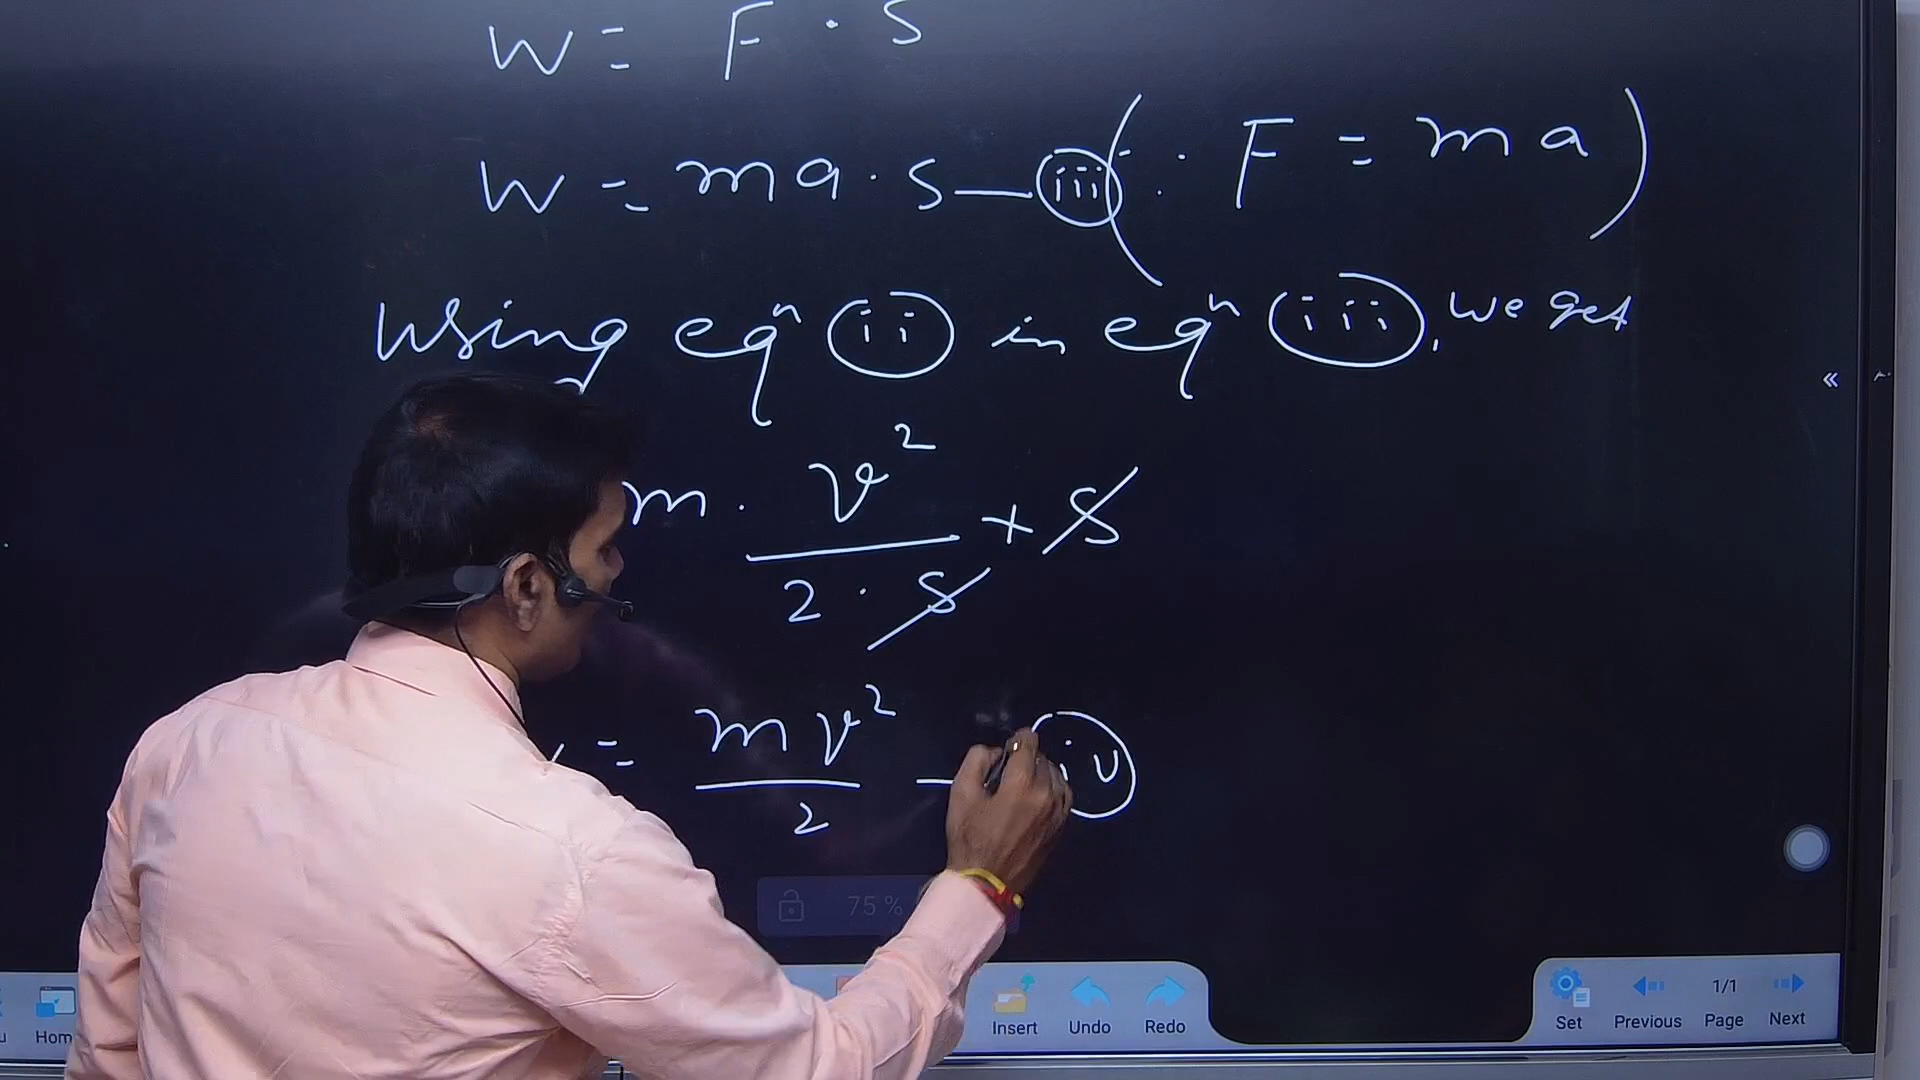 W = F · s
W = ma · s — (iii) (∵ F = ma)
Using eqⁿ (ii) in eqⁿ (iii), we get
m · v²
2 · s
× s
= mv²
2
— (iv)
75 %
Hom
Insert
Undo
Redo
Set
Previous
1/1
Page
Next